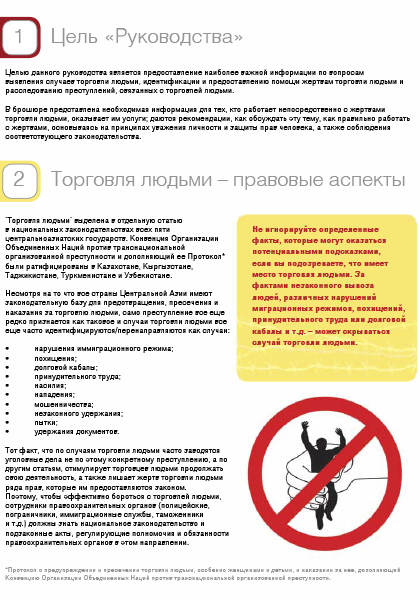 1 Цель «Руководства»
Целью данного руководства является предоставление наиболее важной информации по вопросам
выявления случаев торговли людьми, идентификации и предоставлению помощи жертвам торговли людьми и
расследованию преступлений, связанных с торговлей людьми.
В брошюре представлена необходимая информация для тех, кто работает непосредственно с жертвами
торговли людьми, оказывает им услуги; даются рекомендации, как обсуждать эту тему, как правильно работать
с жертвами, основываясь на принципах уважения личности и защиты прав человека, а также соблюдения
соответствующего законодательства.
2 Торговля людьми – правовые аспекты
"Торговля людьми" выделена в отдельную статью
в национальных законодательствах всех пяти
центральноазиатских государств. Конвенция Организации
Объединенных Наций против транснациональной
организованной преступности и дополняющий ее Протокол*
были ратифицированы в Казахстане, Кыргызстане,
Таджикистане, Туркменистане и Узбекистане.
Несмотря на то что все страны Центральной Азии имеют
законодательную базу для предотвращения, пресечения и
наказания за торговлю людьми, само преступление все еще
редко признается как таковое и случаи торговли людьми все
еще часто идентифицируются/перенаправляются как случаи:
• нарушения иммиграционного режима;
• похищения;
• долговой кабалы;
• принудительного труда;
• насилия;
• нападения;
• мошенничества;
• незаконного удержания;
• пытки;
• удержания документов.
Тот факт, что по случаям торговли людьми часто заводятся
уголовные дела не по этому конкретному преступлению, а по
другим статьям, стимулирует торговцев людьми продолжать
свою деятельность, а также лишает жертв торговли людьми
ряда прав, которые им предоставляются законом.
Поэтому, чтобы эффективно бороться с торговлей людьми,
сотрудники правоохранительных органов (полицейские,
пограничники, иммиграционные службы, таможенники
и т.д.) должны знать национальное законодательство и
подзаконные акты, регулирующие полномочия и обязанности
правоохранительных органов в этом направлении.
Не игнорируйте определенные
факты, которые могут оказаться
потенциальными подсказками,
если вы подозреваете, что имеет
место торговля людьми. За
фактами незаконного вывоза
людей, различных нарушений
миграционных режимов, похищений,
принудительного труда или долговой
кабалы и т.д. – может скрываться
случай торговли людьми.
*Протокол о предупреждении и пресечении торговли людьми, особенно женщинами и детьми, и наказании за нее, дополняющий
Конвенцию Организации Объединенных Наций против транснациональной организованной преступности.